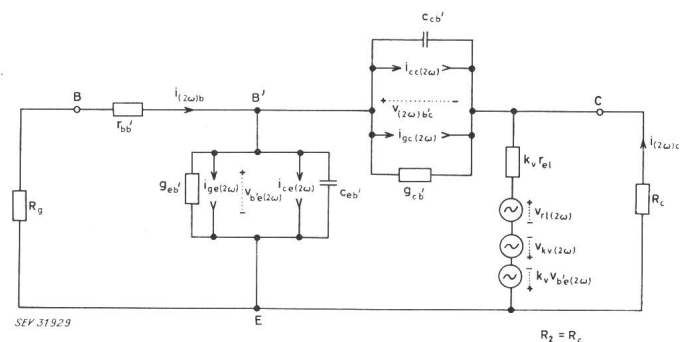 c_cb'
i_cc(2ω)
+ -
v_(2ω)b'c
i_gc(2ω)
g_cb'
B
i_(2ω)b
B'
C
r_bb'
i_(2ω)c
k_v r_el
R_g
g_eb'
i_ge(2ω)
+
v_b'e(2ω)
-
i_ce(2ω)
c_eb'
+
v_rl(2ω)
-
-
v_kv(2ω)
+
-
k_v v_b'e(2ω)
+
R_c
E
SEV 31929
R_2 = R_c